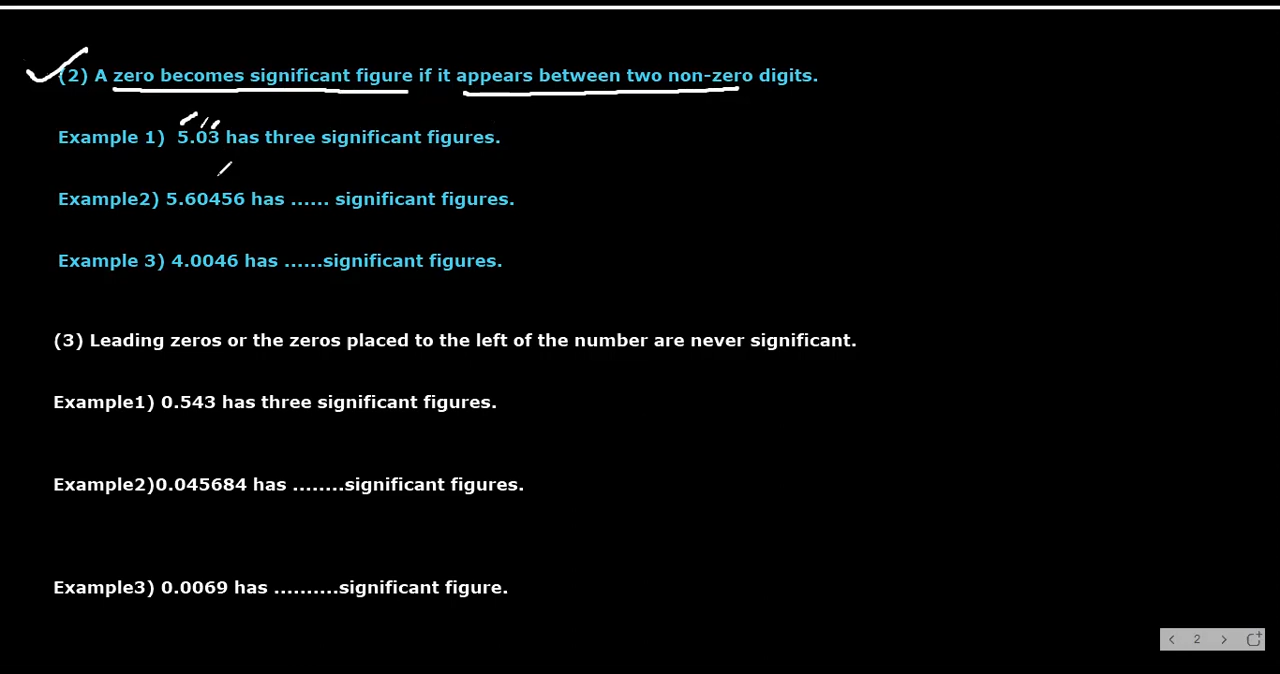 (2) A zero becomes significant figure if it appears between two non-zero digits.
Example 1)  5.03 has three significant figures.
Example2) 5.60456 has ...... significant figures.
Example 3) 4.0046 has ......significant figures.
(3) Leading zeros or the zeros placed to the left of the number are never significant.
Example1) 0.543 has three significant figures.
Example2)0.045684 has ........significant figures.
Example3) 0.0069 has ..........significant figure.
2